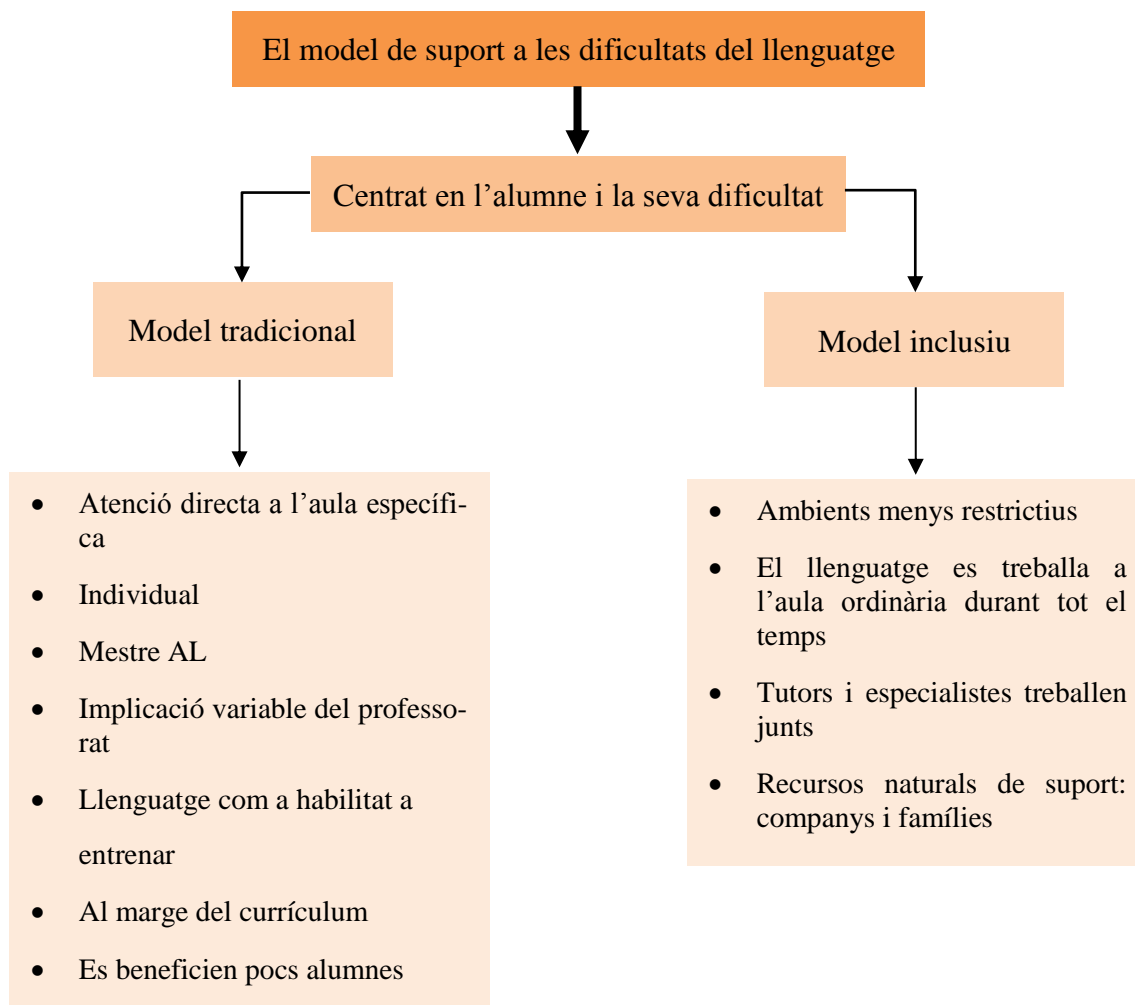 El model de suport a les dificultats del llenguatge
Centrat en l’alumne i la seva dificultat
Model tradicional
Model inclusiu
• Atenció directa a l’aula específi-
ca
• Individual
• Mestre AL
• Implicació variable del professo-
rat
• Llenguatge com a habilitat a
entrenar
• Al marge del currículum
• Es beneficien pocs alumnes
• Ambients menys restrictius
• El llenguatge es treballa a
l’aula ordinària durant tot el
temps
• Tutors i especialistes treballen
junts
• Recursos naturals de suport:
companys i famílies